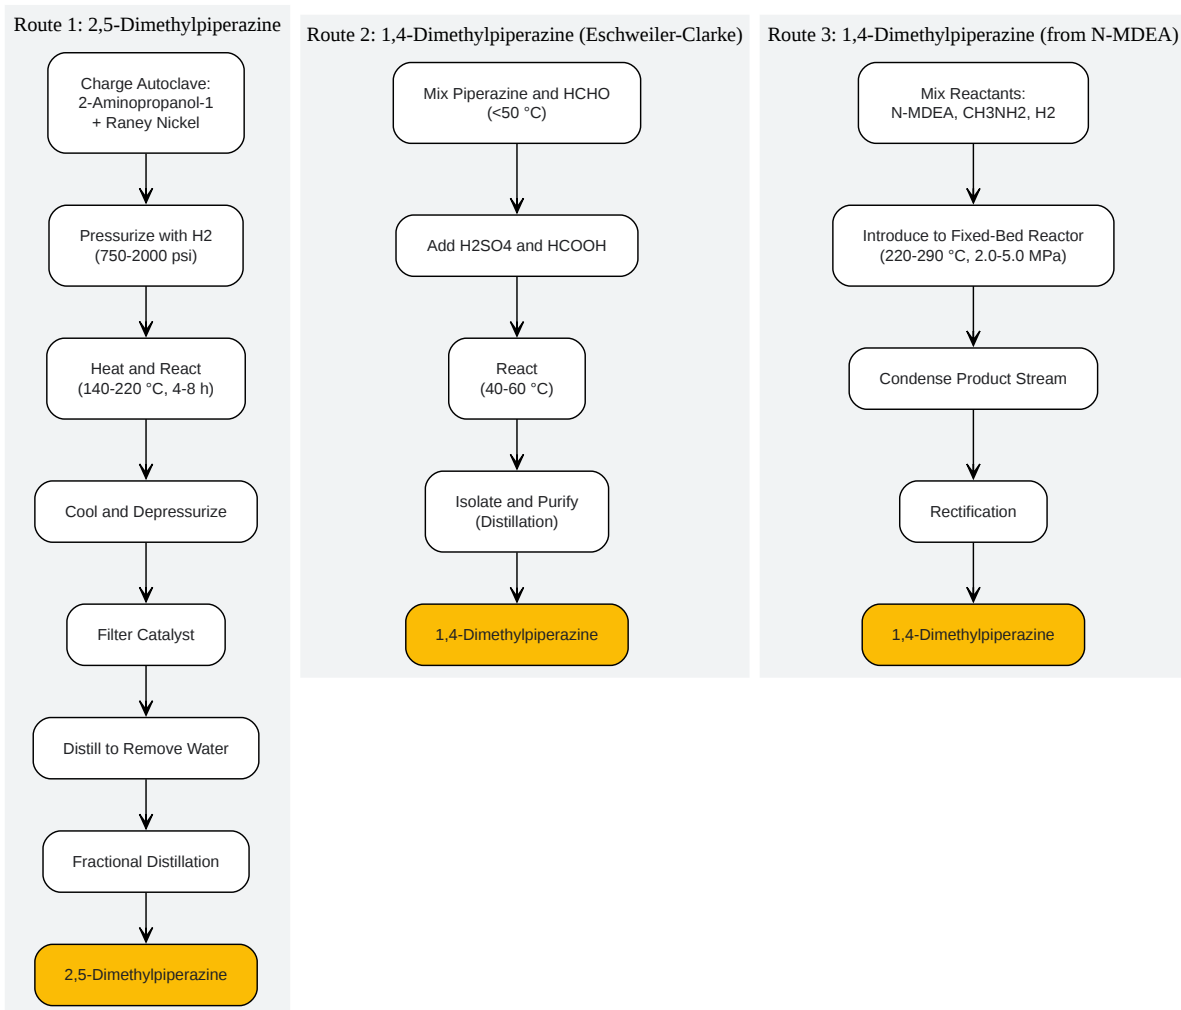 Route 1: 2,5-Dimethylpiperazine
Charge Autoclave:
2-Aminopropanol-1
+ Raney Nickel
Pressurize with H2
(750-2000 psi)
Heat and React
(140-220 °C, 4-8 h)
Cool and Depressurize
Filter Catalyst
Distill to Remove Water
Fractional Distillation
2,5-Dimethylpiperazine
Route 2: 1,4-Dimethylpiperazine (Eschweiler-Clarke)
Mix Piperazine and HCHO
(<50 °C)
Add H2SO4 and HCOOH
React
(40-60 °C)
Isolate and Purify
(Distillation)
1,4-Dimethylpiperazine
Route 3: 1,4-Dimethylpiperazine (from N-MDEA)
Mix Reactants:
N-MDEA, CH3NH2, H2
Introduce to Fixed-Bed Reactor
(220-290 °C, 2.0-5.0 MPa)
Condense Product Stream
Rectification
1,4-Dimethylpiperazine